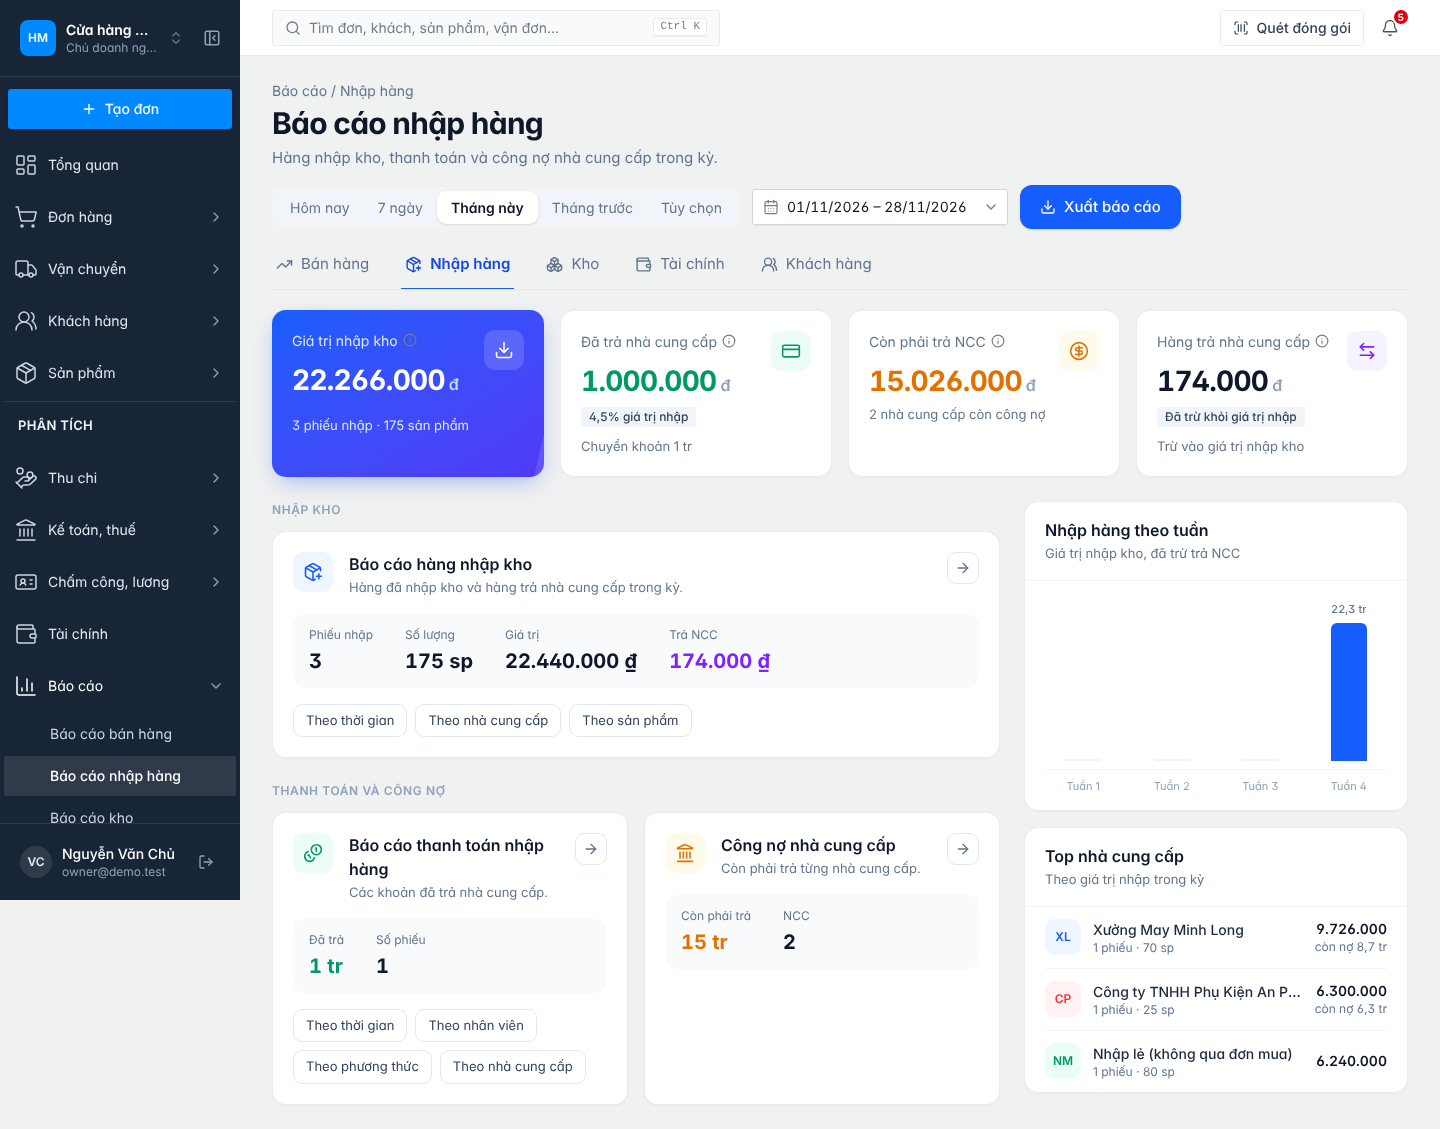 HM
Cửa hàng ...
Chủ doanh ng...
Tạo đơn
Tổng quan
Đơn hàng
Vận chuyển
Khách hàng
Sản phẩm
PHÂN TÍCH
Thu chi
Kế toán, thuế
Chấm công, lương
Tài chính
Báo cáo
Báo cáo bán hàng
Báo cáo nhập hàng
Báo cáo kho
VC
Nguyễn Văn Chủ
owner@demo.test
Tìm đơn, khách, sản phẩm, vận đơn...
Ctrl K
Quét đóng gói
5
Báo cáo / Nhập hàng
Báo cáo nhập hàng
Hàng nhập kho, thanh toán và công nợ nhà cung cấp trong kỳ.
Hôm nay
7 ngày
Tháng này
Tháng trước
Tùy chọn
01/11/2026 – 28/11/2026
Xuất báo cáo
Bán hàng
Nhập hàng
Kho
Tài chính
Khách hàng
Giá trị nhập kho
22.266.000 đ
3 phiếu nhập · 175 sản phẩm
Đã trả nhà cung cấp
1.000.000 đ
4,5% giá trị nhập
Chuyển khoản 1 tr
Còn phải trả NCC
15.026.000 đ
2 nhà cung cấp còn công nợ
Hàng trả nhà cung cấp
174.000 đ
Đã trừ khỏi giá trị nhập
Trừ vào giá trị nhập kho
NHẬP KHO
Báo cáo hàng nhập kho
Hàng đã nhập kho và hàng trả nhà cung cấp trong kỳ.
Phiếu nhập
3
Số lượng
175 sp
Giá trị
22.440.000 ₫
Trả NCC
174.000 ₫
Theo thời gian
Theo nhà cung cấp
Theo sản phẩm
THANH TOÁN VÀ CÔNG NỢ
Báo cáo thanh toán nhập
hàng
Các khoản đã trả nhà cung cấp.
Đã trả
1 tr
Số phiếu
1
Theo thời gian
Theo nhân viên
Theo phương thức
Theo nhà cung cấp
Công nợ nhà cung cấp
Còn phải trả từng nhà cung cấp.
Còn phải trả
15 tr
NCC
2
Nhập hàng theo tuần
Giá trị nhập kho, đã trừ trả NCC
22,3 tr
Tuần 1
Tuần 2
Tuần 3
Tuần 4
Top nhà cung cấp
Theo giá trị nhập trong kỳ
XL
Xưởng May Minh Long
1 phiếu · 70 sp
9.726.000
còn nợ 8,7 tr
CP
Công ty TNHH Phụ Kiện An P...
1 phiếu · 25 sp
6.300.000
còn nợ 6,3 tr
NM
Nhập lẻ (không qua đơn mua)
1 phiếu · 80 sp
6.240.000